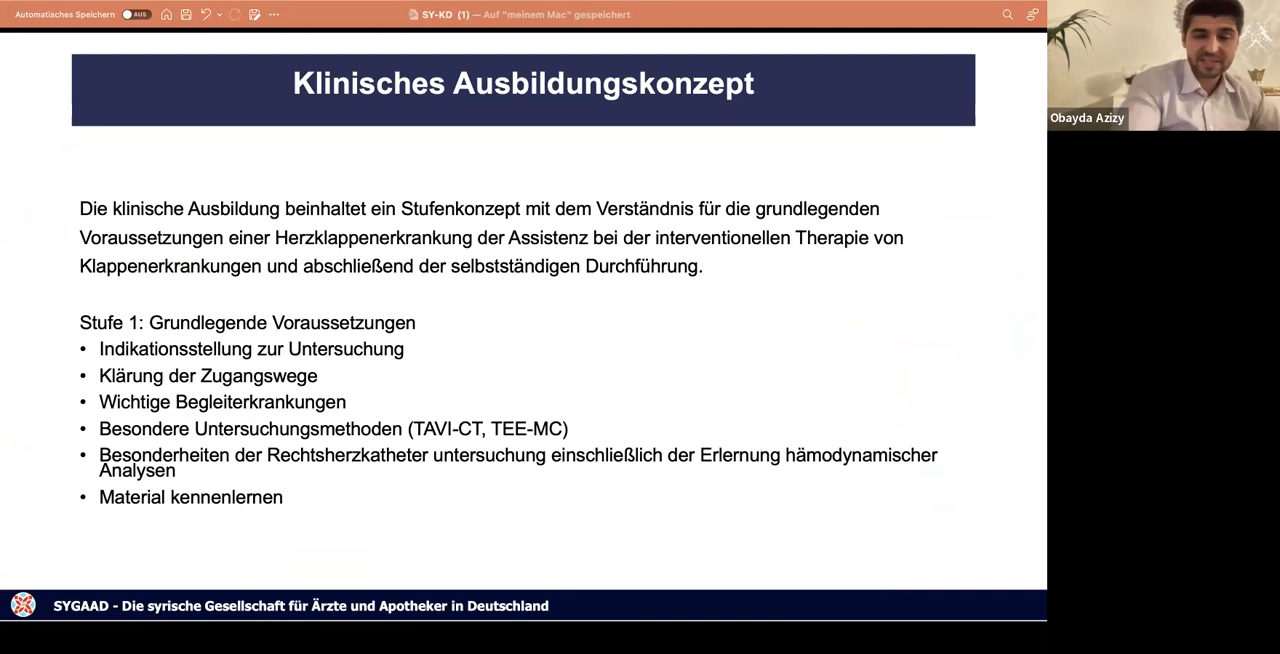 Automatisches Speichern AUS
SY-KD (1) — Auf "meinem Mac" gespeichert
Klinisches Ausbildungskonzept
Obayda Azizy
Die klinische Ausbildung beinhaltet ein Stufenkonzept mit dem Verständnis für die grundlegenden
Voraussetzungen einer Herzklappenerkrankung der Assistenz bei der interventionellen Therapie von
Klappenerkrankungen und abschließend der selbstständigen Durchführung.
Stufe 1: Grundlegende Voraussetzungen
• Indikationsstellung zur Untersuchung
• Klärung der Zugangswege
• Wichtige Begleiterkrankungen
• Besondere Untersuchungsmethoden (TAVI-CT, TEE-MC)
• Besonderheiten der Rechtsherzkatheter untersuchung einschließlich der Erlernung hämodynamischer
Analysen
• Material kennenlernen
SYGAAD - Die syrische Gesellschaft für Ärzte und Apotheker in Deutschland